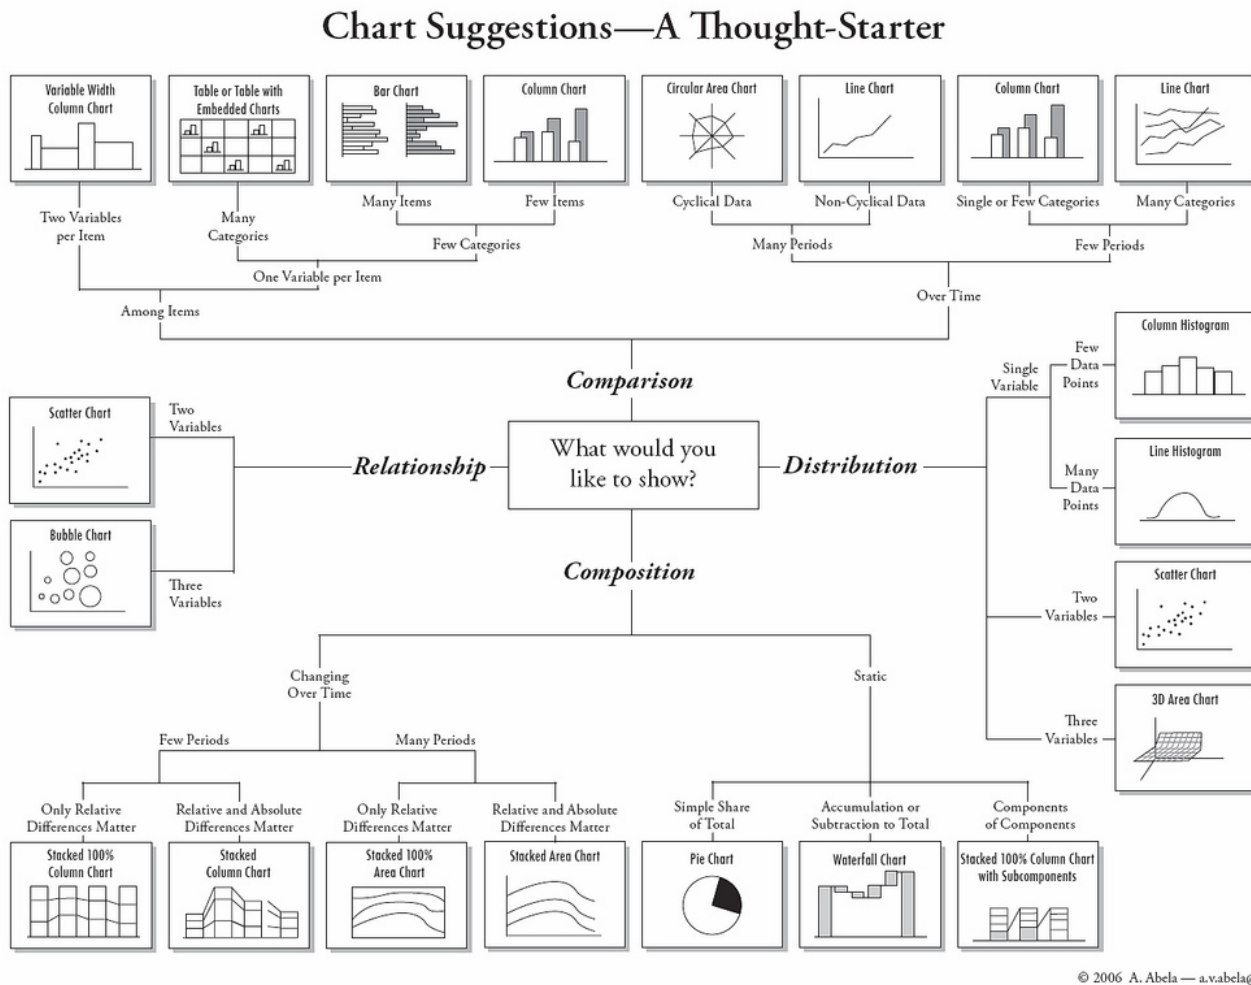 Chart Suggestions—A Thought-Starter
Variable Width
Column Chart
Table or Table with
Embedded Charts
Bar Chart
Column Chart
Circular Area Chart
Line Chart
Column Chart
Line Chart
Two Variables
per Item
Many
Categories
Many Items
Few Items
Cyclical Data
Non-Cyclical Data
Single or Few Categories
Many Categories
Few Categories
Many Periods
Few Periods
One Variable per Item
Among Items
Over Time
Comparison
What would you
like to show?
Relationship
Two
Variables
Scatter Chart
Three
Variables
Bubble Chart
Distribution
Single
Variable
Few
Data
Points
Column Histogram
Many
Data
Points
Line Histogram
Two
Variables
Scatter Chart
Three
Variables
3D Area Chart
Composition
Changing
Over Time
Static
Few Periods
Many Periods
Only Relative
Differences Matter
Relative and Absolute
Differences Matter
Only Relative
Differences Matter
Relative and Absolute
Differences Matter
Simple Share
of Total
Accumulation or
Subtraction to Total
Components
of Components
Stacked 100%
Column Chart
Stacked
Column Chart
Stacked 100%
Area Chart
Stacked Area Chart
Pie Chart
Waterfall Chart
Stacked 100% Column Chart
with Subcomponents
© 2006 A. Abela — a.v.abela@